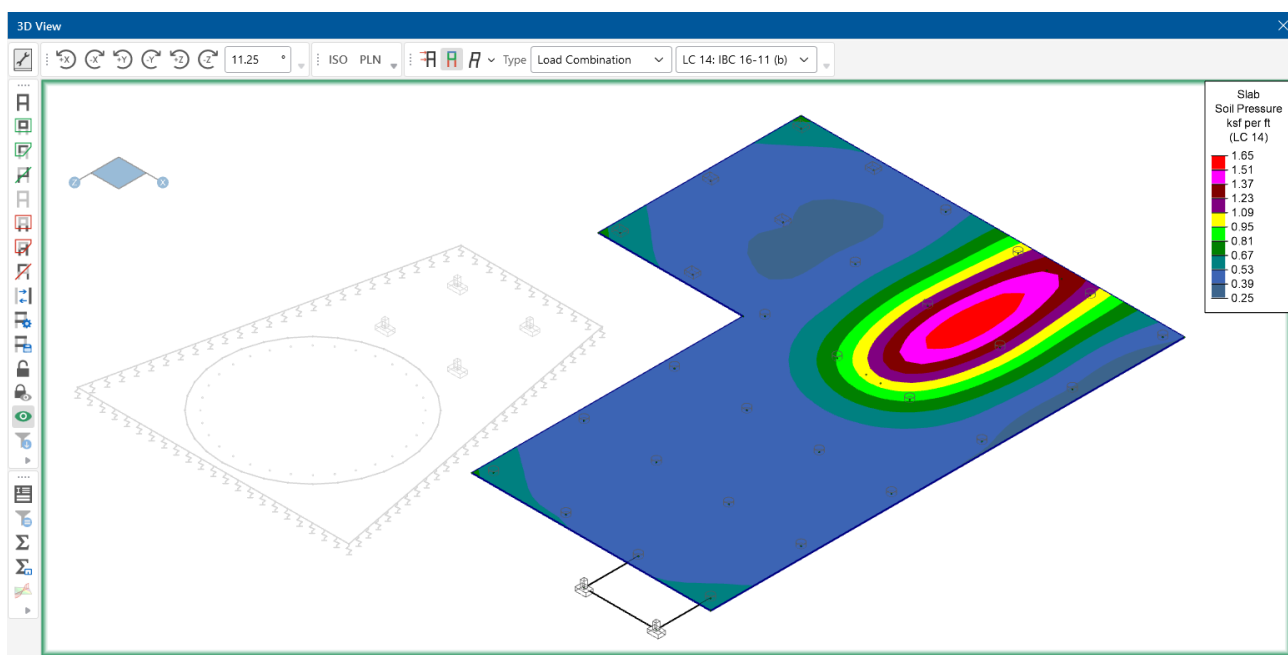 3D View
+X -X +Y -Y +Z -Z 11.25 ° ISO PLN Type Load Combination LC 14: IBC 16-11 (b)
Slab
Soil Pressure
ksf per ft
(LC 14)
1.65
1.51
1.37
1.23
1.09
0.95
0.81
0.67
0.53
0.39
0.25
Z X